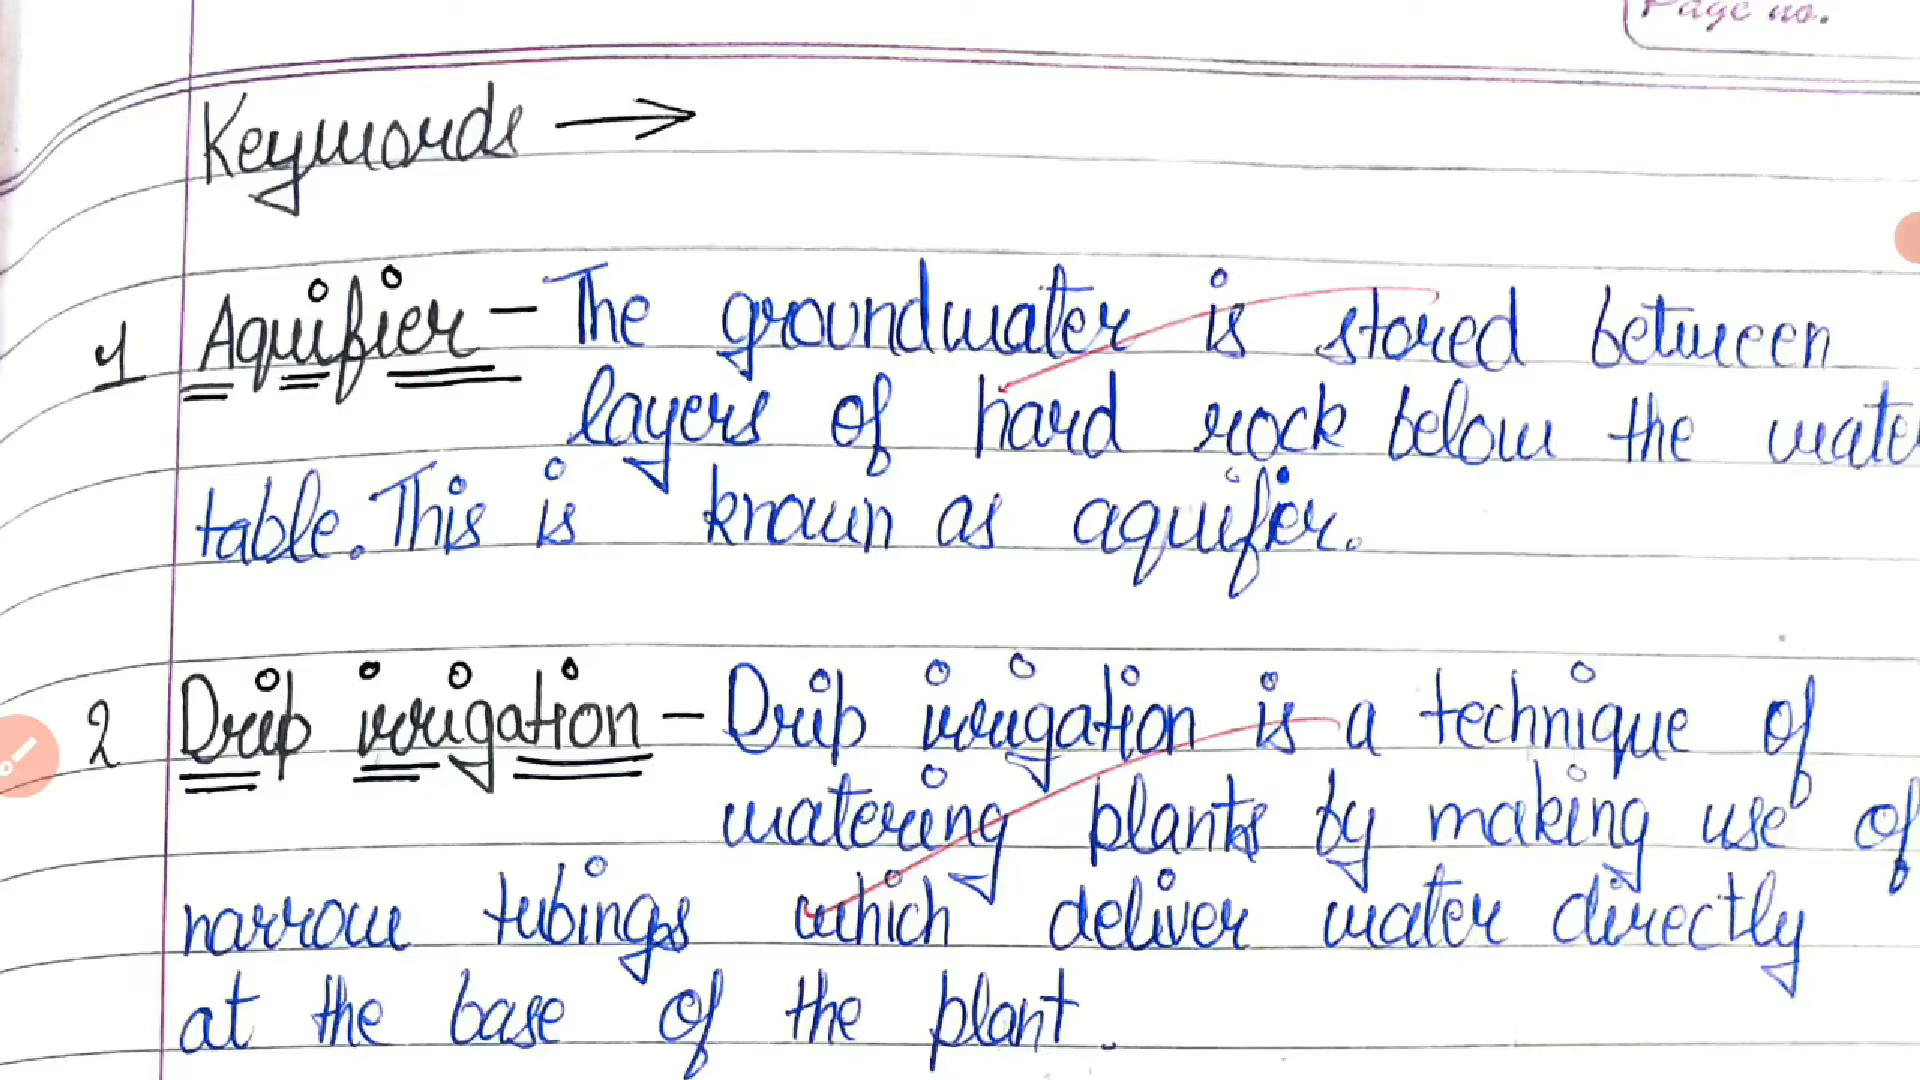 Page no.
Keywords →
1 Aquifier - The groundwater is stored between
layers of hard rock below the wate
table. This is known as aquifer.
2 Drip irrigation - Drip irrigation is a technique of
watering plants by making use of
narrow tubings which deliver water directly
at the base of the plant.